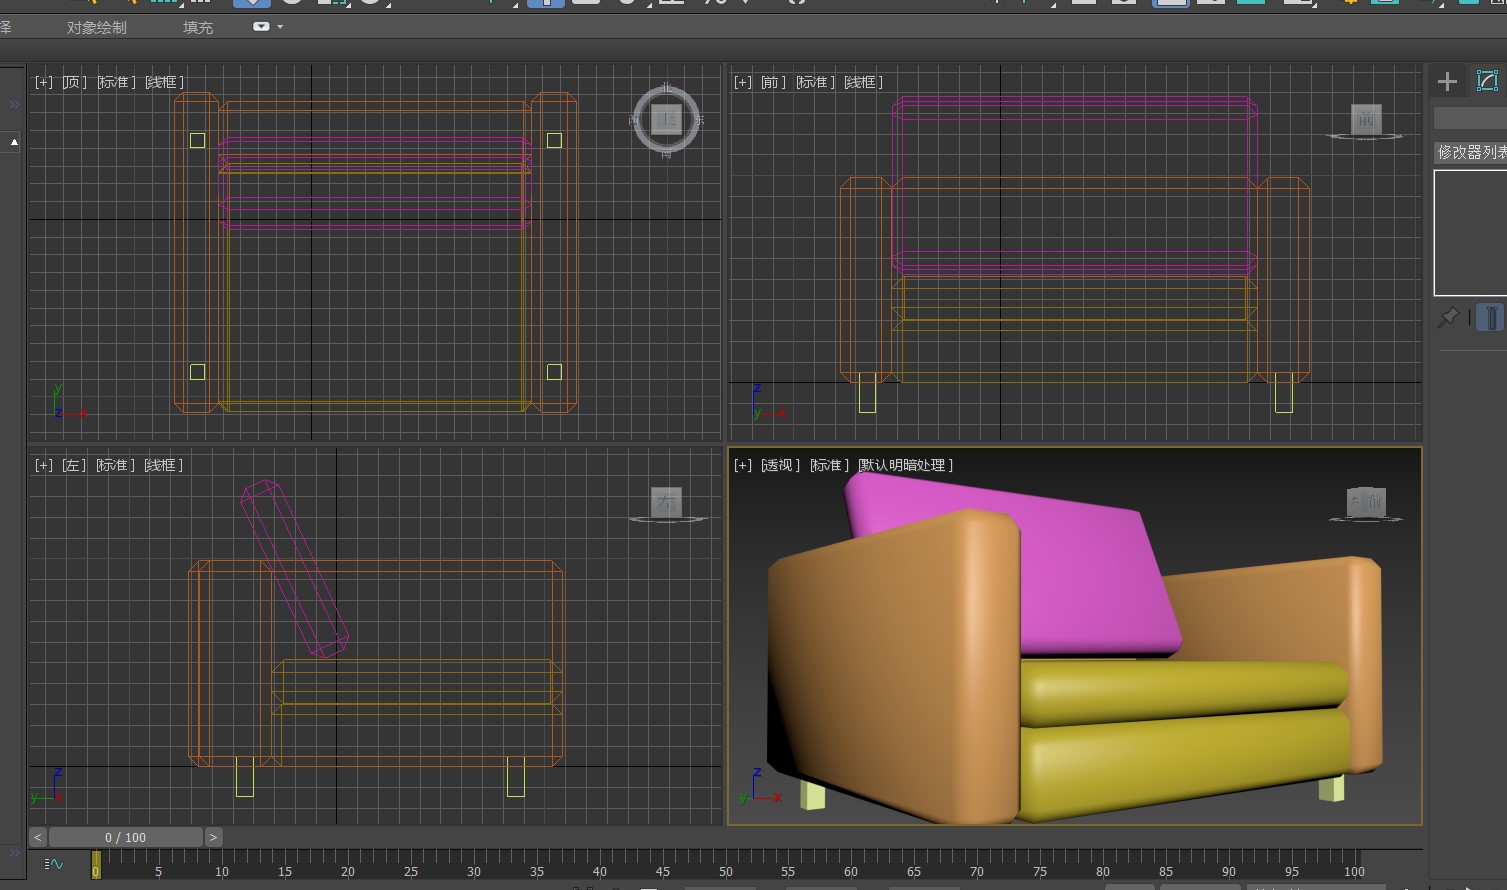 择 对象绘制 填充
[+] [顶] [标准] [线框]
北
西 上 东
南
y
z x
[+] [前] [标准] [线框]
前
z
y x
修改器列表
[+] [左] [标准] [线框]
左
z
y x
[+] [透视] [标准] [默认明暗处理]
左 前
z
y x
< 0 / 100 >
0 5 10 15 20 25 30 35 40 45 50 55 60 65 70 75 80 85 90 95 100